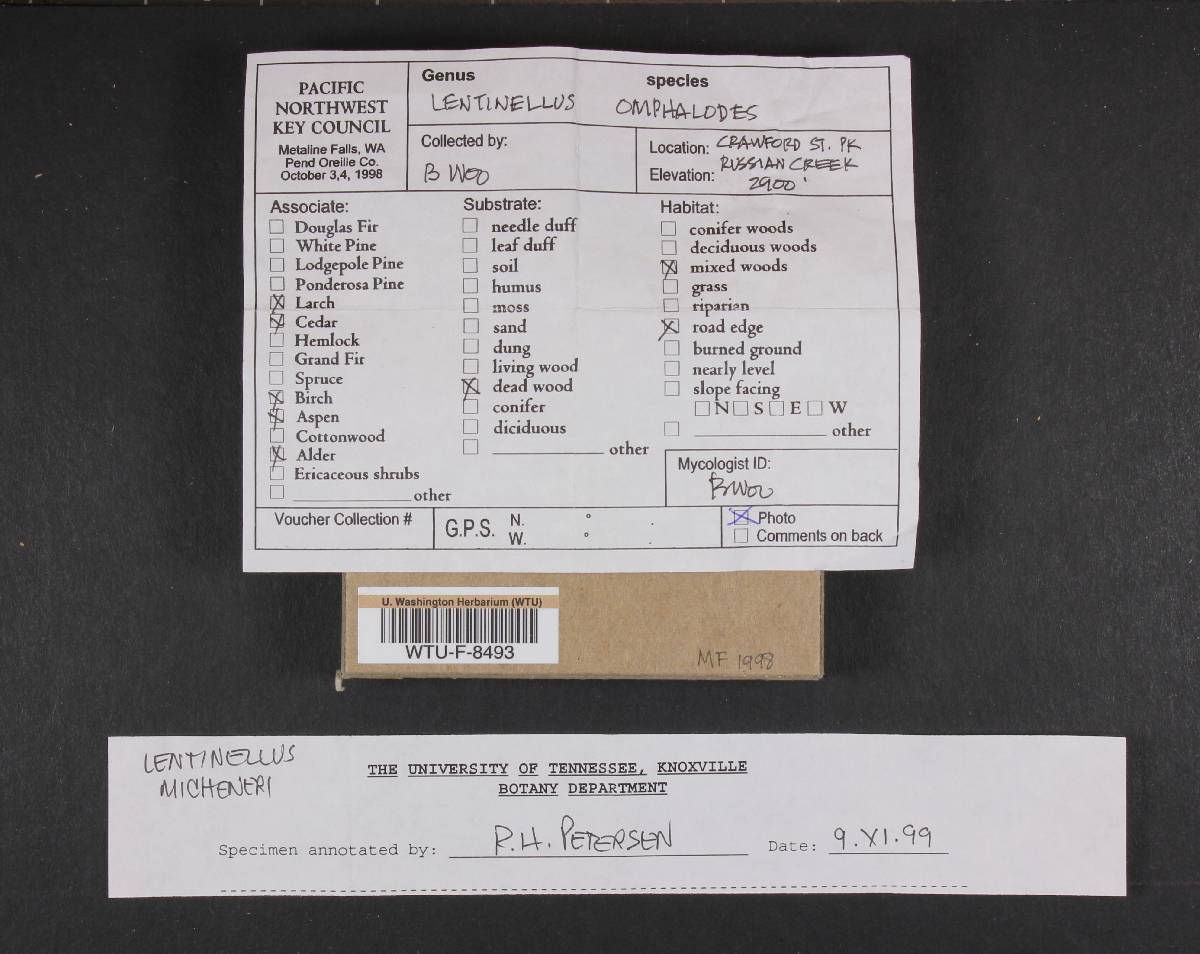 PACIFIC
NORTHWEST
KEY COUNCIL
Metaline Falls, WA
Pend Oreille Co.
October 3,4, 1998
Genus
LENTINELLUS
species
OMPHALODES
Collected by:
B Woo
Location: CRAWFORD ST. PK
RUSSIAN CREEK
Elevation: 2900'
Associate:
Douglas Fir
White Pine
Lodgepole Pine
Ponderosa Pine
Larch
Cedar
Hemlock
Grand Fir
Spruce
Birch
Aspen
Cottonwood
Alder
Ericaceous shrubs
other
Substrate:
needle duff
leaf duff
soil
humus
moss
sand
dung
living wood
dead wood
conifer
diciduous
other
Habitat:
conifer woods
deciduous woods
mixed woods
grass
riparian
road edge
burned ground
nearly level
slope facing
N S E W
other
Mycologist ID:
B Woo
Voucher Collection #
G.P.S. N. °
W. °
Photo
Comments on back
U. Washington Herbarium (WTU)
WTU-F-8493
MF 1998
LENTINELLUS
MICHENERI
THE UNIVERSITY OF TENNESSEE, KNOXVILLE
BOTANY DEPARTMENT
Specimen annotated by: R.H. PETERSEN Date: 9.XI.99